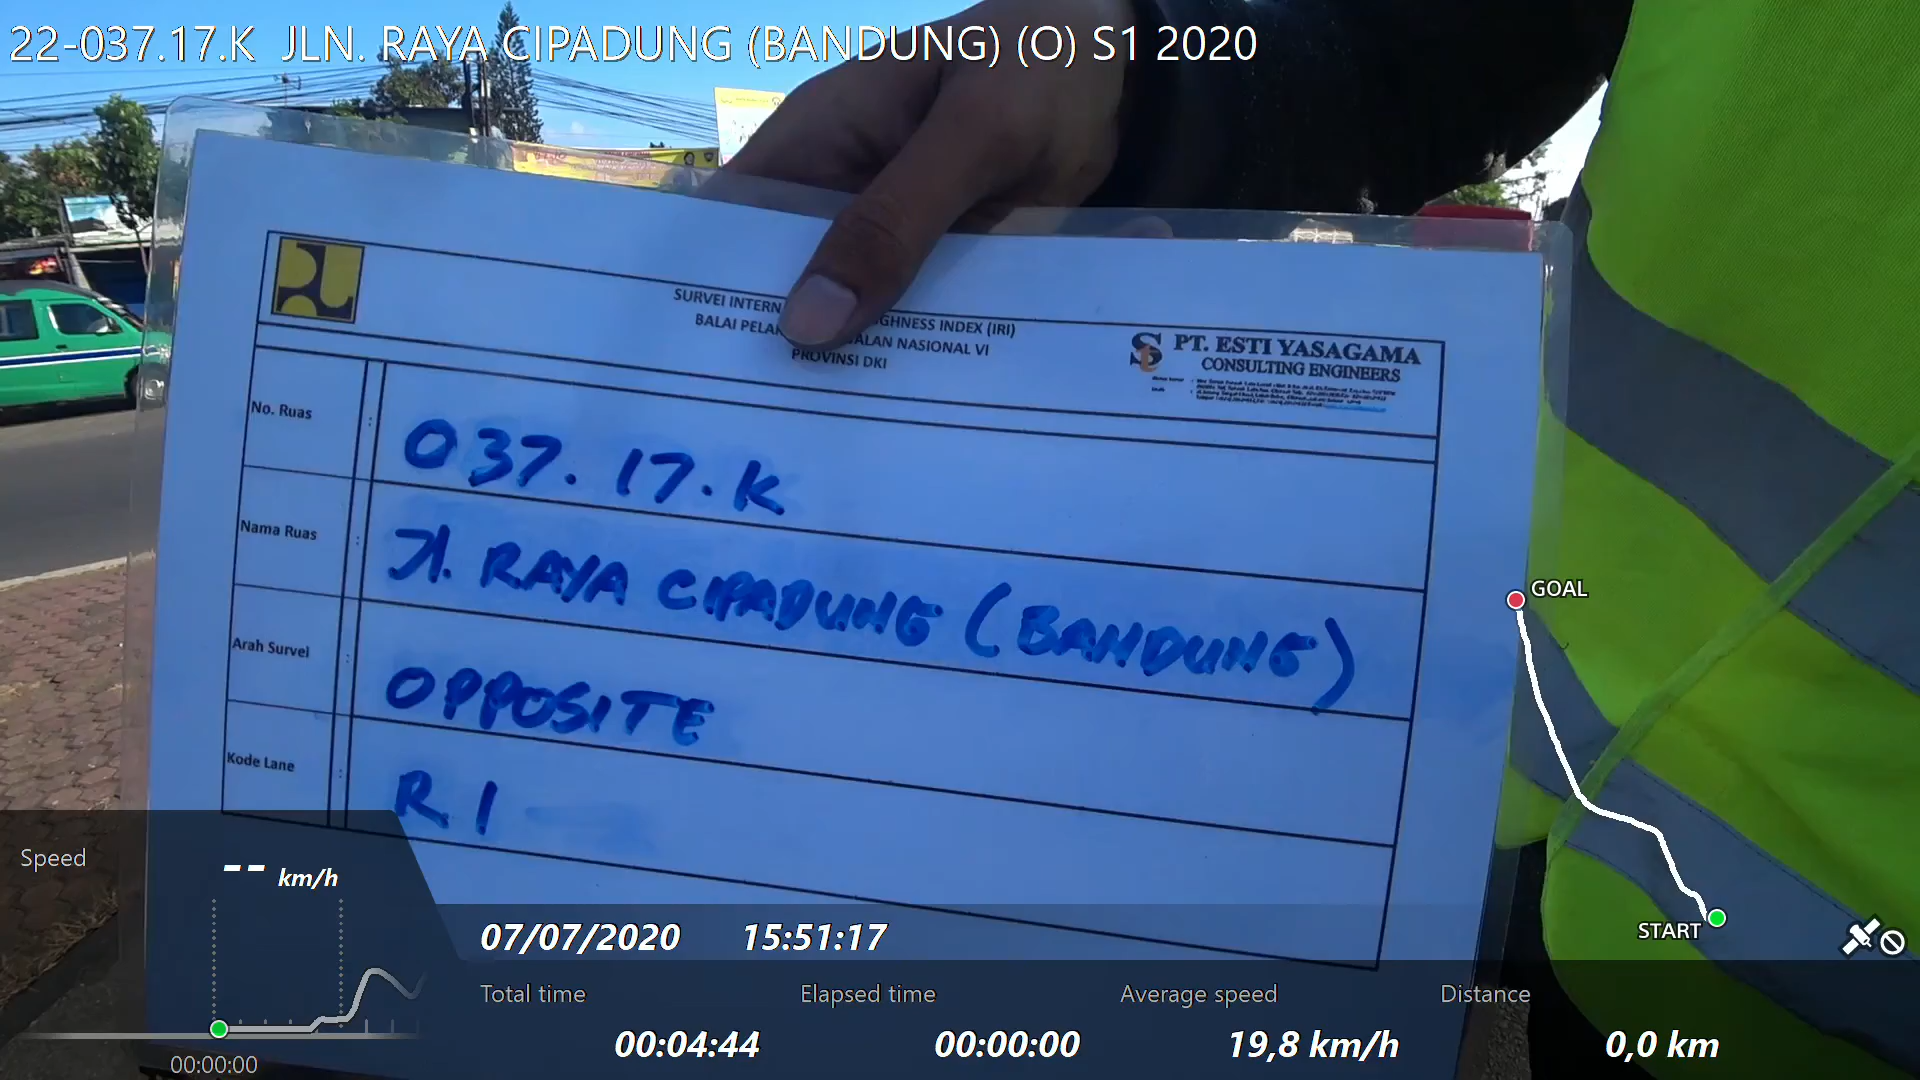 22-037.17.K JLN. RAYA CIPADUNG (BANDUNG) (O) S1 2020
SURVEI INTERN GHNESS INDEX (IRI)
BALAI PELA ALAN NASIONAL VI
PROVINSI DKI
PT. ESTI YASAGAMA
CONSULTING ENGINEERS
No. Ruas : 037.17.K
Nama Ruas : Jl. RAYA CIPADUNG (BANDUNG)
Arah Survei : OPPOSITE
Kode Lane : R1
GOAL
START
Speed
-- km/h
00:00:00
07/07/2020 15:51:17
Total time Elapsed time Average speed Distance
00:04:44 00:00:00 19,8 km/h 0,0 km